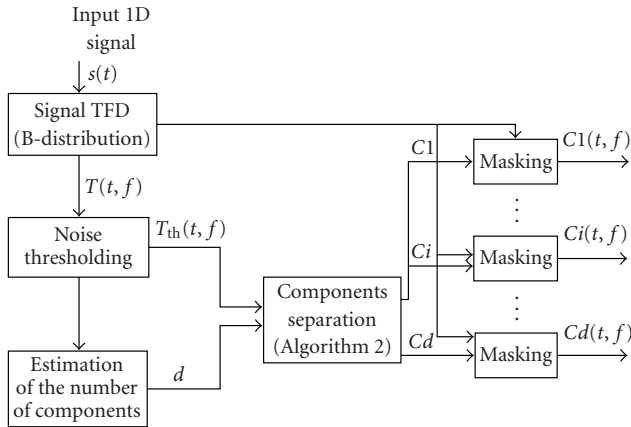 Input 1D
signal
s(t)
Signal TFD
(B-distribution)
T(t, f)
Noise
thresholding
T_th(t, f)
Estimation
of the number
of components
d
Components
separation
(Algorithm 2)
C1
Ci
Cd
Masking
C1(t, f)
⋮
Masking
Ci(t, f)
⋮
Masking
Cd(t, f)